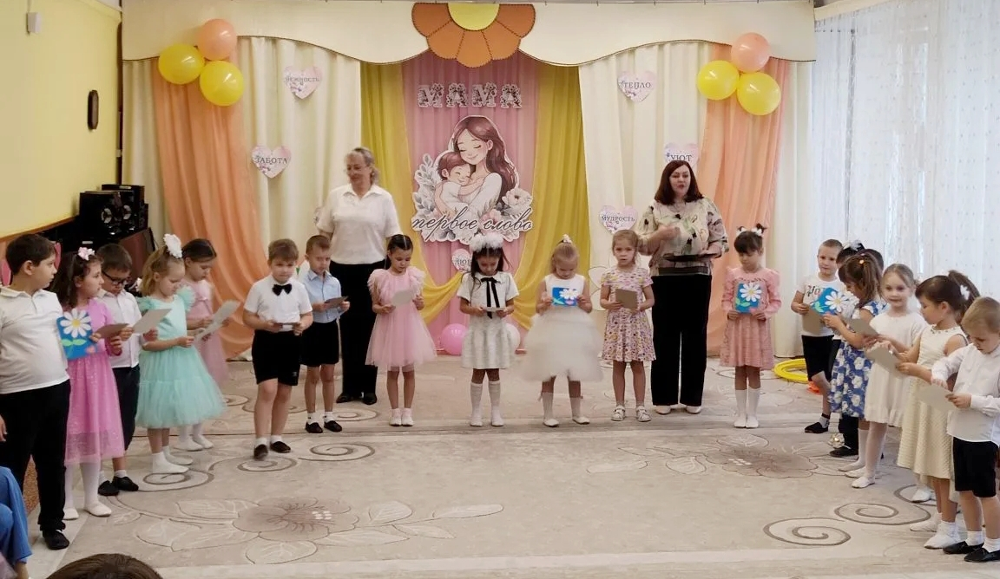 НЕЖНОСТЬ
ТЕПЛО
МАМА
ЗАБОТА
УЮТ
МУДРОСТЬ
первое слово